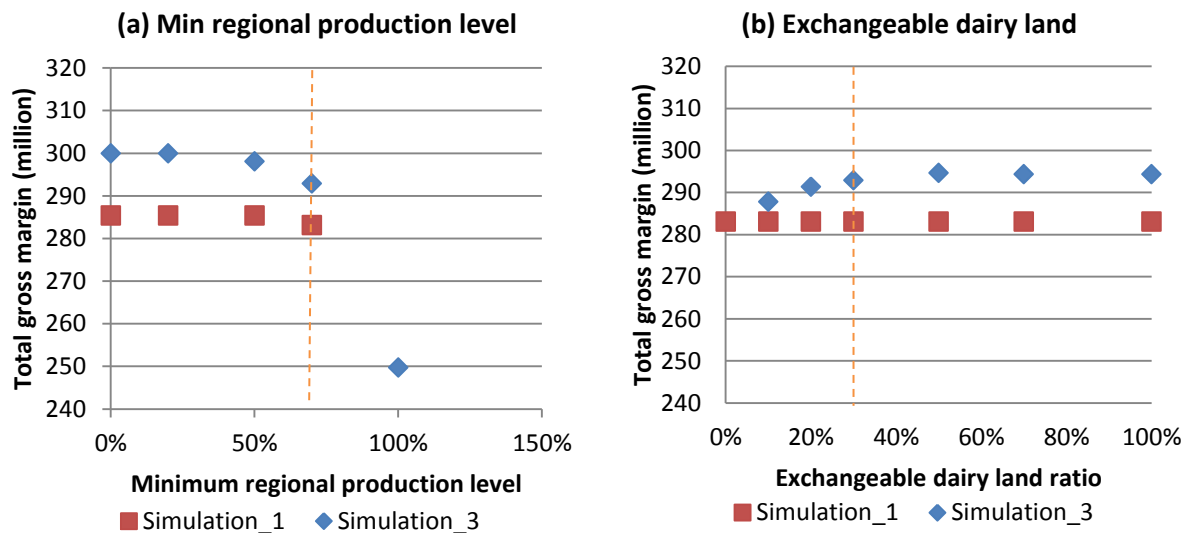 (a) Min regional production level
Total gross margin (million)
320
310
300
290
280
270
260
250
240
0%
50%
100%
150%
Minimum regional production level
Simulation_1
Simulation_3
(b) Exchangeable dairy land
Total gross margin (million)
320
310
300
290
280
270
260
250
240
0%
20%
40%
60%
80%
100%
Exchangeable dairy land ratio
Simulation_1
Simulation_3